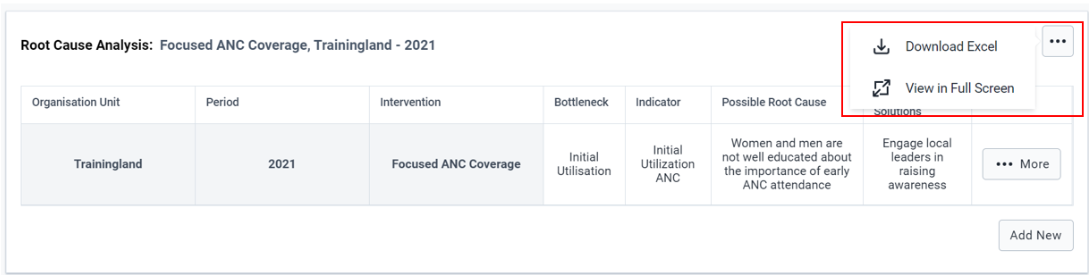 Root Cause Analysis: Focused ANC Coverage, Trainingland - 2021
Download Excel
View in Full Screen
Organisation Unit Period Intervention Bottleneck Indicator Possible Root Cause Solutions
Trainingland 2021 Focused ANC Coverage
Initial
Utilisation
Initial
Utilization
ANC
Women and men are
not well educated about
the importance of early
ANC attendance
Engage local
leaders in
raising
awareness
••• More
Add New